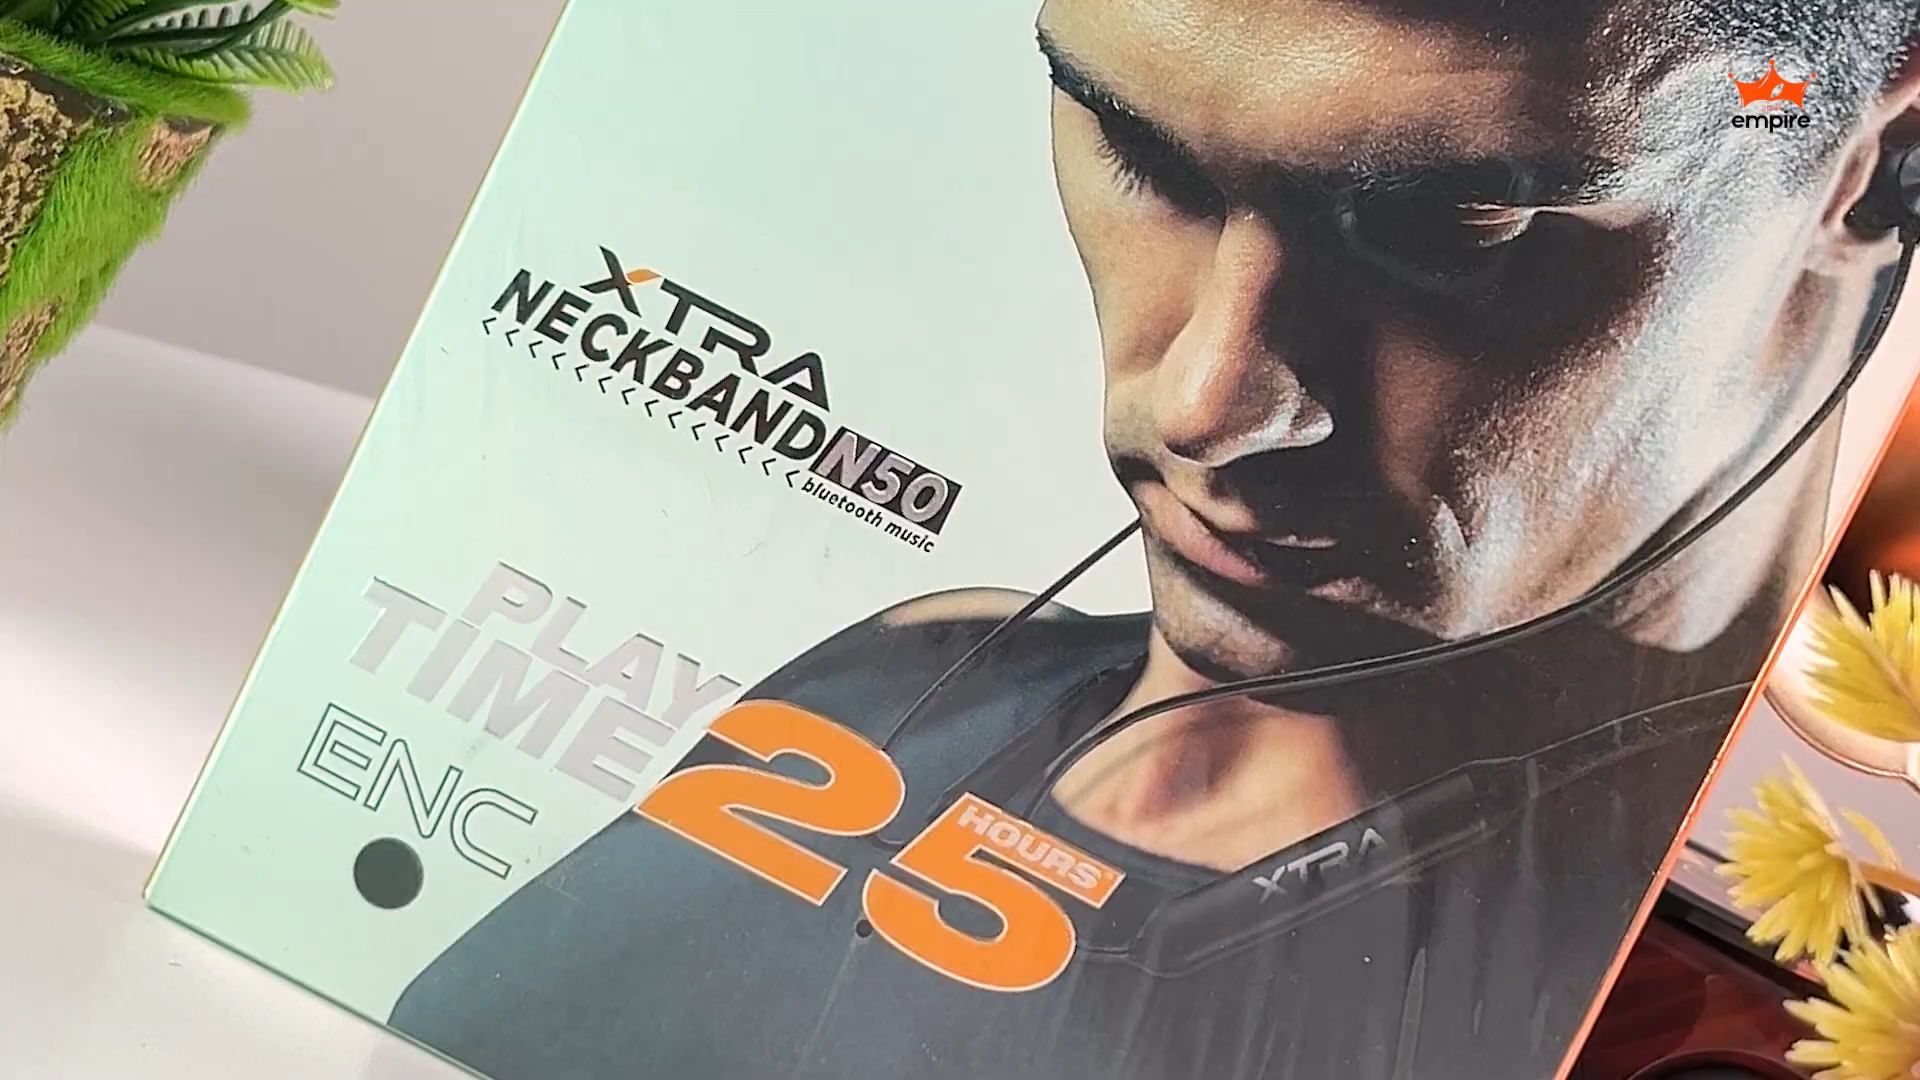 empire
XTRA
NECKBAND N50
<<<<<<<<<<<<<< bluetooth music
PLAY
TIME
25
HOURS
ENC
XTRA